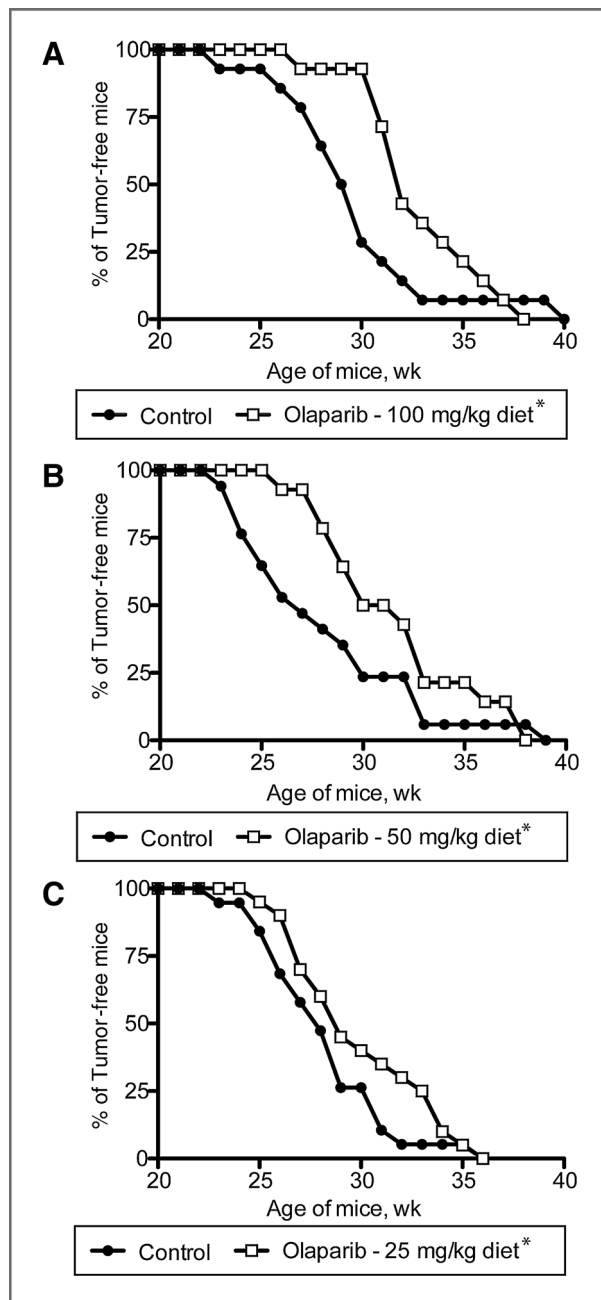 A
% of Tumor-free mice
100
75
50
25
0
20 25 30 35 40
Age of mice, wk
Control Olaparib - 100 mg/kg diet*
B
% of Tumor-free mice
100
75
50
25
0
20 25 30 35 40
Age of mice, wk
Control Olaparib - 50 mg/kg diet*
C
% of Tumor-free mice
100
75
50
25
0
20 25 30 35 40
Age of mice, wk
Control Olaparib - 25 mg/kg diet*